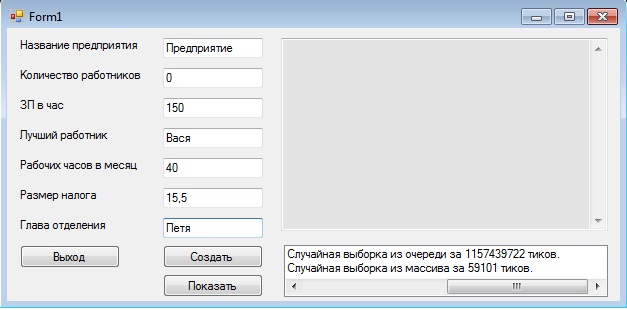 Form1
Название предприятия Предприятие
Количество работников 0
ЗП в час 150
Лучший работник Вася
Рабочих часов в месяц 40
Размер налога 15,5
Глава отделения Петя
Выход Создать
Показать
Случайная выборка из очереди за 1157439722 тиков.
Случайная выборка из массива за 59101 тиков.